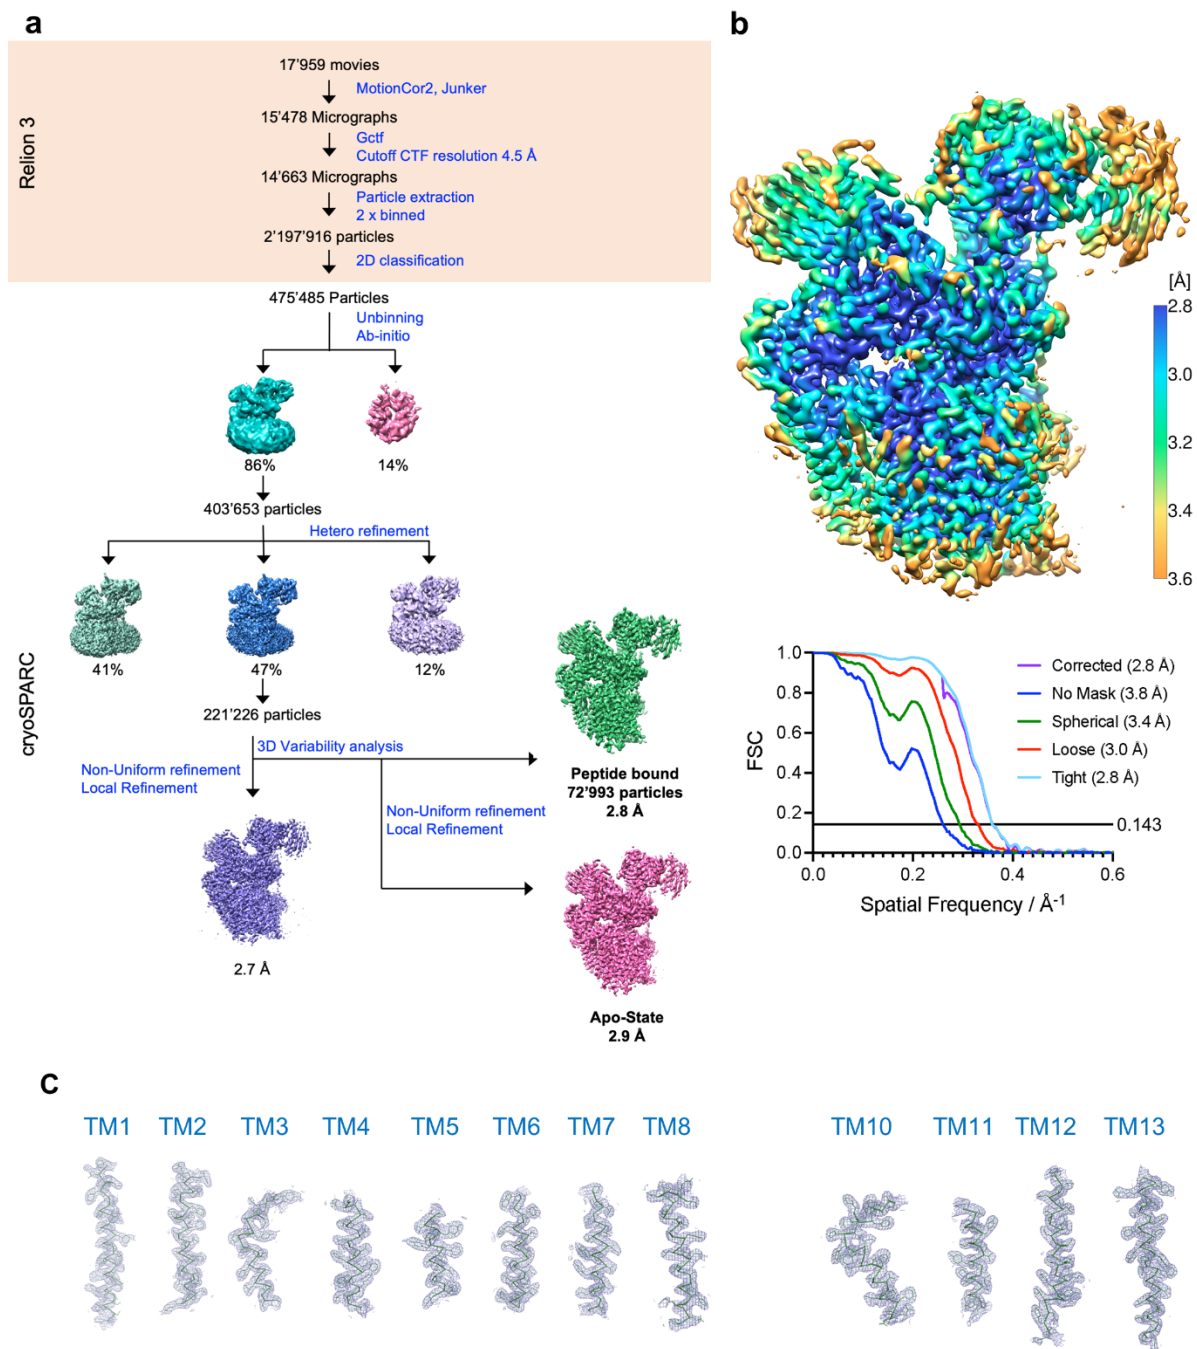 a
Relion 3
17'959 movies
MotionCor2, Junker
15'478 Micrographs
Gctf
Cutoff CTF resolution 4.5 Å
14'663 Micrographs
Particle extraction
2 x binned
2'197'916 particles
2D classification
cryoSPARC
475'485 Particles
Unbinning
Ab-initio
86%
14%
403'653 particles
Hetero refinement
41%
47%
12%
221'226 particles
3D Variability analysis
Non-Uniform refinement
Local Refinement
2.7 Å
Peptide bound
72'993 particles
2.8 Å
Non-Uniform refinement
Local Refinement
Apo-State
2.9 Å
b
[Å]
2.8
3.0
3.2
3.4
3.6
FSC
1.0
0.8
0.6
0.4
0.2
0.0
0.0
0.2
0.4
0.6
Spatial Frequency / Å-1
Corrected (2.8 Å)
No Mask (3.8 Å)
Spherical (3.4 Å)
Loose (3.0 Å)
Tight (2.8 Å)
0.143
c
TM1
TM2
TM3
TM4
TM5
TM6
TM7
TM8
TM10
TM11
TM12
TM13